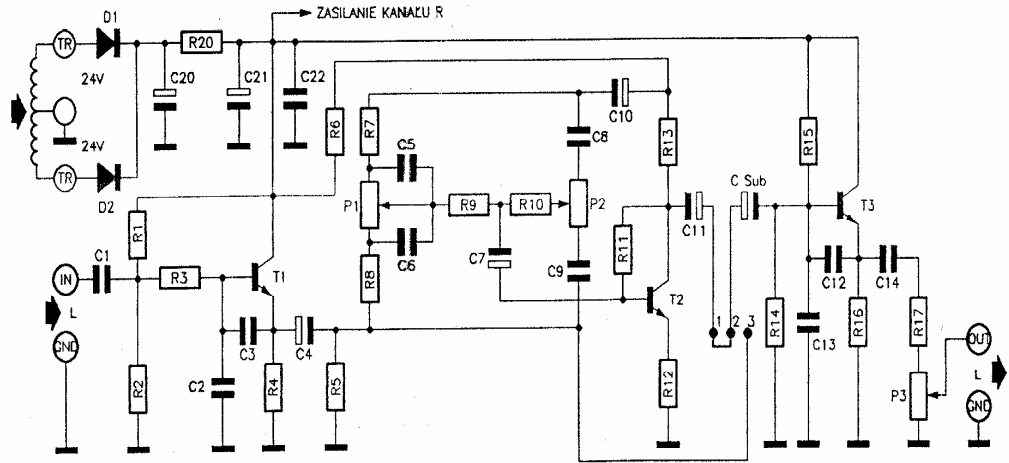 ZASILANIE KANAŁU R
D1
TR
R20
24V
C20
C21
C22
R6
R7
C5
C8
C10
R13
R15
24V
TR
D2
P1
R9
R10
P2
C Sub
T3
R1
C6
C7
R11
C11
C1
IN
R3
T1
R8
C9
T2
C12
C14
L
1
2
3
R14
R16
R17
GND
C3
C4
C13
OUT
R2
C2
R4
R5
R12
P3
L
GND